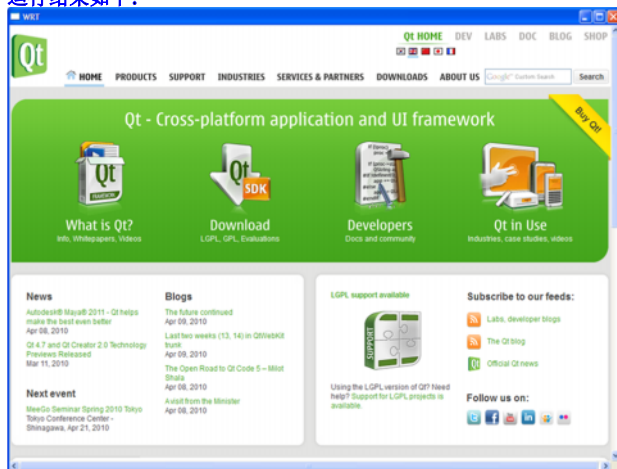 运行结果如下：
WRT
Qt HOME DEV LABS DOC BLOG SHOP
Qt
HOME PRODUCTS SUPPORT INDUSTRIES SERVICES & PARTNERS DOWNLOADS ABOUT US Google™ Custom Search Search
Qt - Cross-platform application and UI framework
Buy Qt!
Qt
FRAMEWORK
Qt
SDK
What is Qt?
Info, Whitepapers, Videos
Download
LGPL, GPL, Evaluations
Developers
Docs and community
Qt in Use
Industries, case studies, videos
News
Autodesk® Maya® 2011 - Qt helps
make the best even better
Apr 08, 2010
Qt 4.7 and Qt Creator 2.0 Technology
Previews Released
Mar 11, 2010
Next event
MeeGo Seminar Spring 2010 Tokyo
Tokyo Conference Center -
Shinagawa, Apr 21, 2010
Blogs
The future continued
Apr 09, 2010
Last two weeks (13, 14) in QtWebKit
trunk
Apr 09, 2010
The Open Road to Qt Code 5 – Milot
Shala
Apr 08, 2010
A visit from the Minister
Apr 08, 2010
LGPL support available
SUPPORT
Using the LGPL version of Qt? Need
help? Support for LGPL projects is
available.
Subscribe to our feeds:
Labs, developer blogs
The Qt blog
Official Qt news
Follow us on: